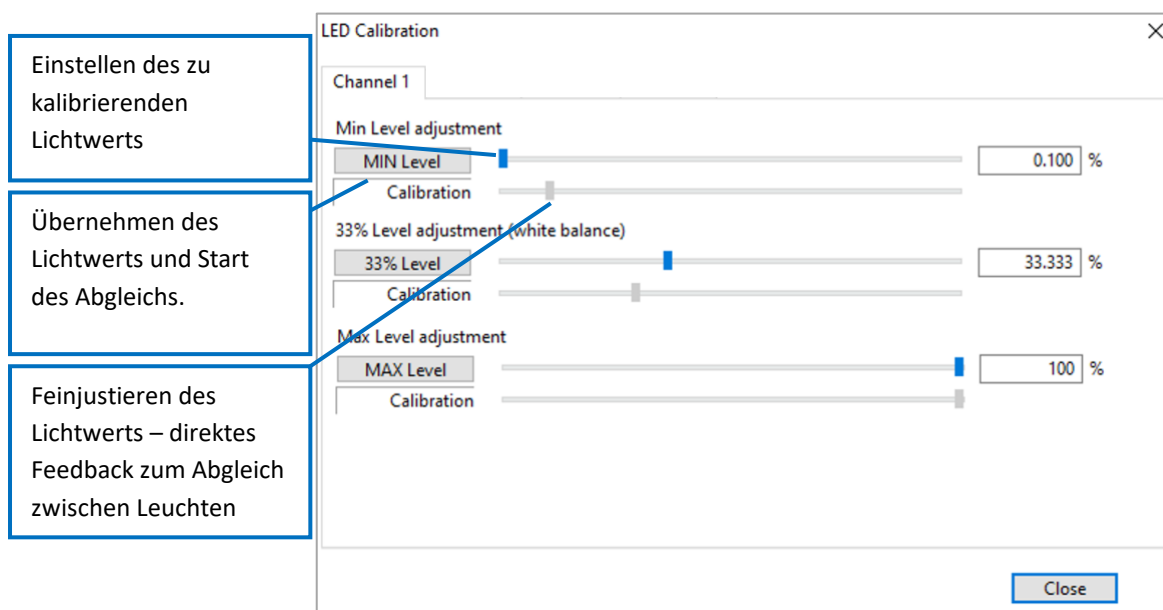 Einstellen des zu
kalibrierenden
Lichtwerts
Übernehmen des
Lichtwerts und Start
des Abgleichs.
Feinjustieren des
Lichtwerts – direktes
Feedback zum Abgleich
zwischen Leuchten
LED Calibration
Channel 1
Min Level adjustment
MIN Level 0.100 %
Calibration
33% Level adjustment (white balance)
33% Level 33.333 %
Calibration
Max Level adjustment
MAX Level 100 %
Calibration
Close